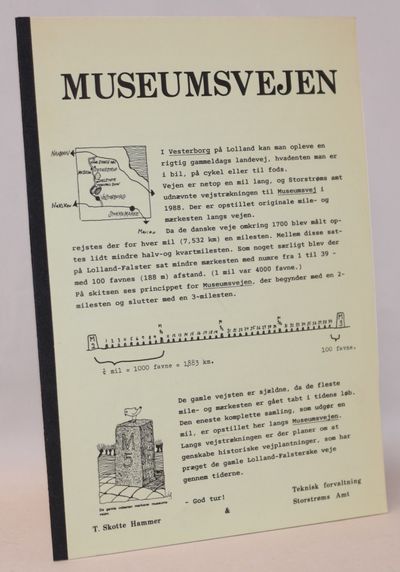 MUSEUMSVEJEN
I Vesterborg på Lolland kan man opleve en
rigtig gammeldags landevej, hvadenten man er
i bil, på cykel eller til fods.
Vejen er netop en mil lang, og Storstrøms amt
udnævnte vejstrækningen til Museumsvej i
1988. Der er opstillet originale mile- og
mærkesten langs vejen.
Da de danske veje omkring 1700 blev målt op-
rejstes der for hver mil (7,532 km) en milesten. Mellem disse sat-
tes lidt mindre halv-og kvartmilesten. Som noget særligt blev der
på Lolland-Falster sat mindre mærkesten med numre fra 1 til 39 -
med 100 favnes (188 m) afstand. (1 mil var 4000 favne.)
På skitsen ses princippet for Museumsvejen, der begynder med en 2-
milesten og slutter med en 3-milesten.
¼ mil = 1000 favne = 1,883 km.
100 favne.
De gamle vejsten er sjældne, da de fleste
mile- og mærkesten er gået tabt i tidens løb.
Den eneste komplette samling, som udgør en
mil, er opstillet her langs Museumsvejen.
Langs vejstrækningen er der planer om at
genskabe historiske vejplantninger, som har
præget de gamle Lolland-Falsterske veje
gennem tiderne.
- God tur!
De gamle milesten markerer museums
vejen
T. Skotte Hammer
&
Teknisk forvaltning
Storstrøms Amt